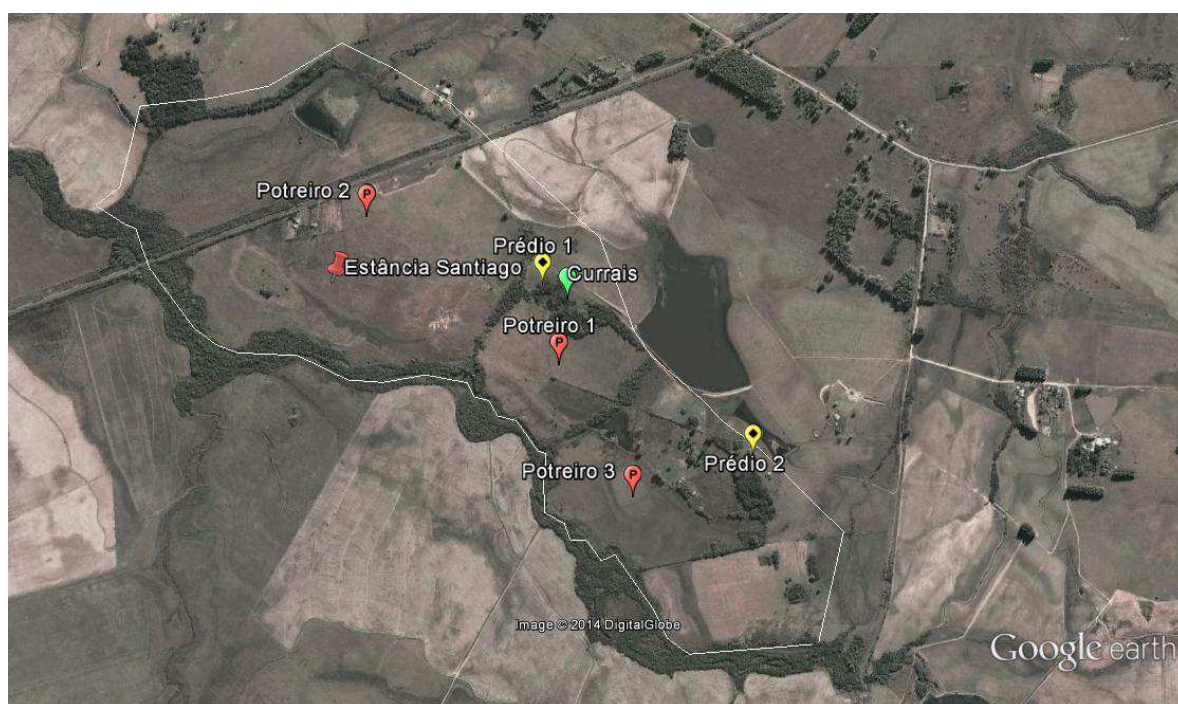 Potreiro 2
Prédio 1
Estância Santiago
Currais
Potreiro 1
Prédio 2
Potreiro 3
Image © 2014 DigitalGlobe
Google earth